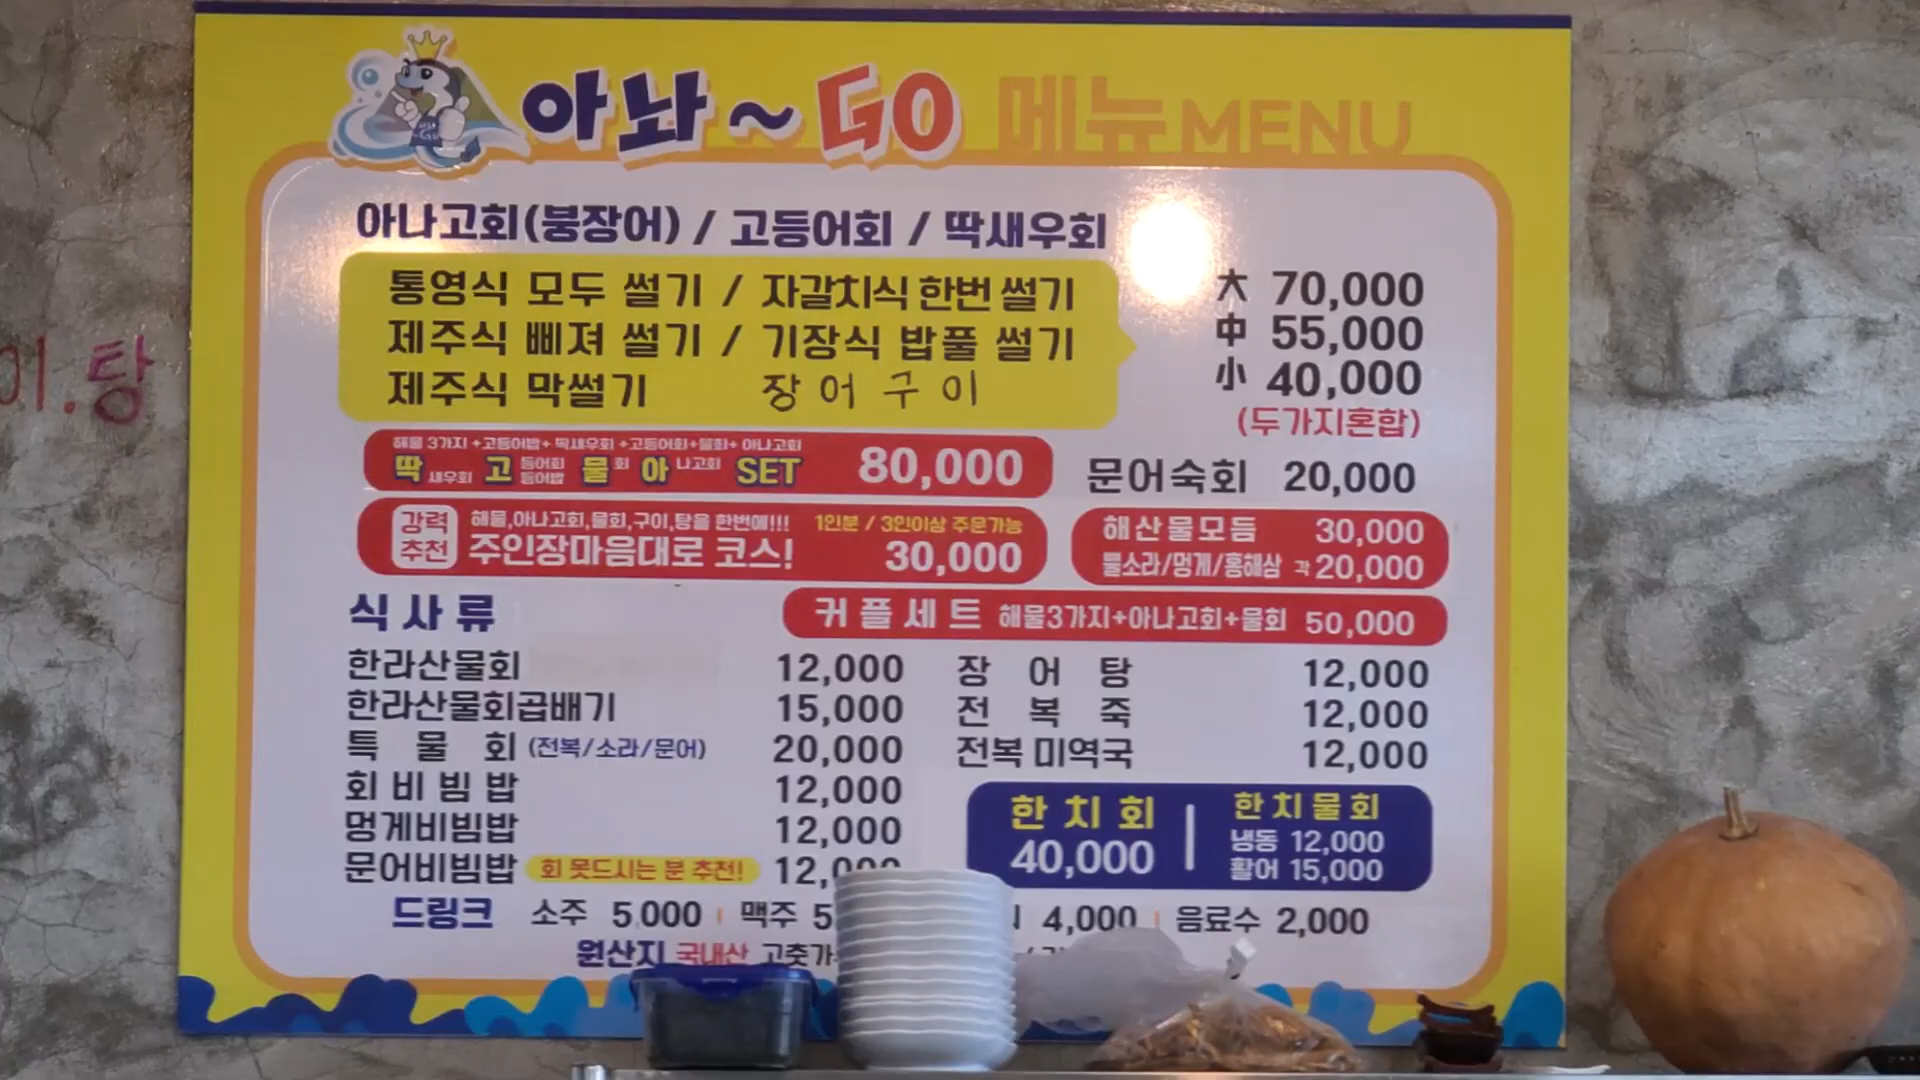 아놔~GO 메뉴 MENU
아나고회(붕장어) / 고등어회 / 딱새우회
통영식 모두 썰기 / 자갈치식 한번 썰기
제주식 삐져 썰기 / 기장식 밥풀 썰기
제주식 막썰기 장어구이
大 70,000
中 55,000
小 40,000
(두가지혼합)
해물 3가지 +고등어밥+ 딱새우회 +고등어회+물회+ 아나고회
딱새우회 고등어회 등어밥 물회 아나고회 SET 80,000
문어숙회 20,000
강력추천 해물,아나고회,물회,구이,탕을 한번에!!! 1인분 / 3인이상 주문가능
주인장마음대로 코스! 30,000
해산물모듬 30,000
뿔소라/멍게/홍해삼 각 20,000
커플세트 해물3가지+아나고회+물회 50,000
식사류
한라산물회 12,000
한라산물회곱배기 15,000
특물회 (전복/소라/문어) 20,000
회비빔밥 12,000
멍게비빔밥 12,000
문어비빔밥 회 못드시는 분 추천! 12,000
장어탕 12,000
전복죽 12,000
전복 미역국 12,000
한치회 40,000
한치물회
냉동 12,000
활어 15,000
드링크 소주 5,000 맥주 5 4,000 음료수 2,000
원산지 국내산 고춧가
이.탕